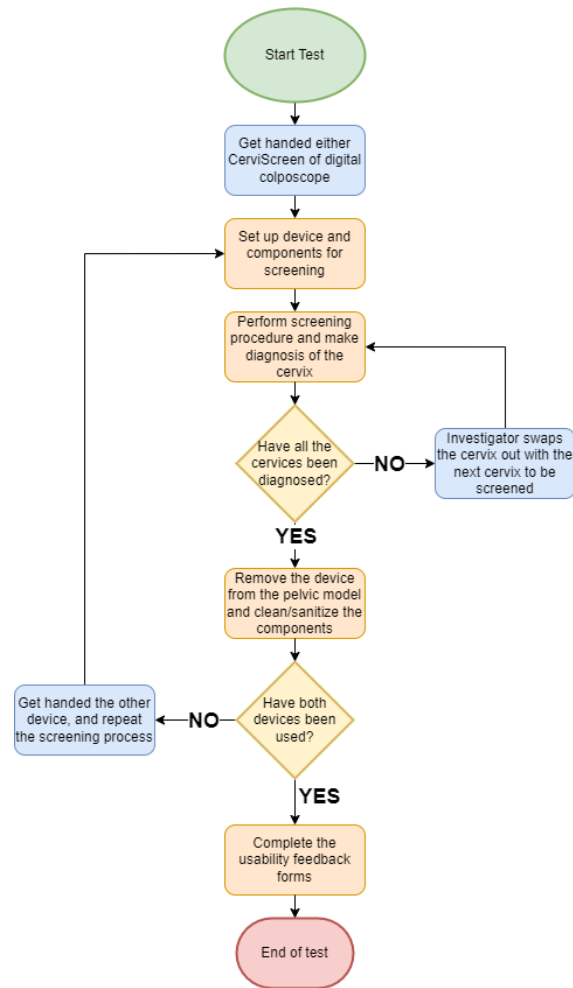 Start Test
Get handed either
CerviScreen of digital
colposcope
Set up device and
components for
screening
Perform screening
procedure and make
diagnosis of the
cervix
Have all the
cervices been
diagnosed?
NO
Investigator swaps
the cervix out with the
next cervix to be
screened
YES
Remove the device
from the pelvic model
and clean/sanitize the
components
Have both
devices been
used?
NO
Get handed the other
device, and repeat
the screening process
YES
Complete the
usability feedback
forms
End of test